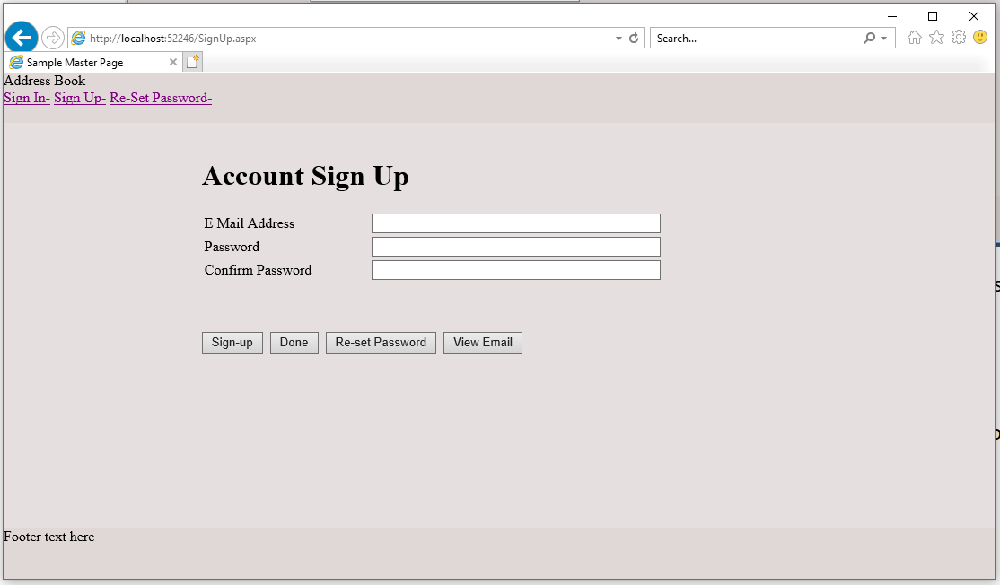 http://localhost:52246/SignUp.aspx
Search...
Sample Master Page
Address Book
Sign In- Sign Up- Re-Set Password-
Account Sign Up
E Mail Address
Password
Confirm Password
Sign-up Done Re-set Password View Email
Footer text here